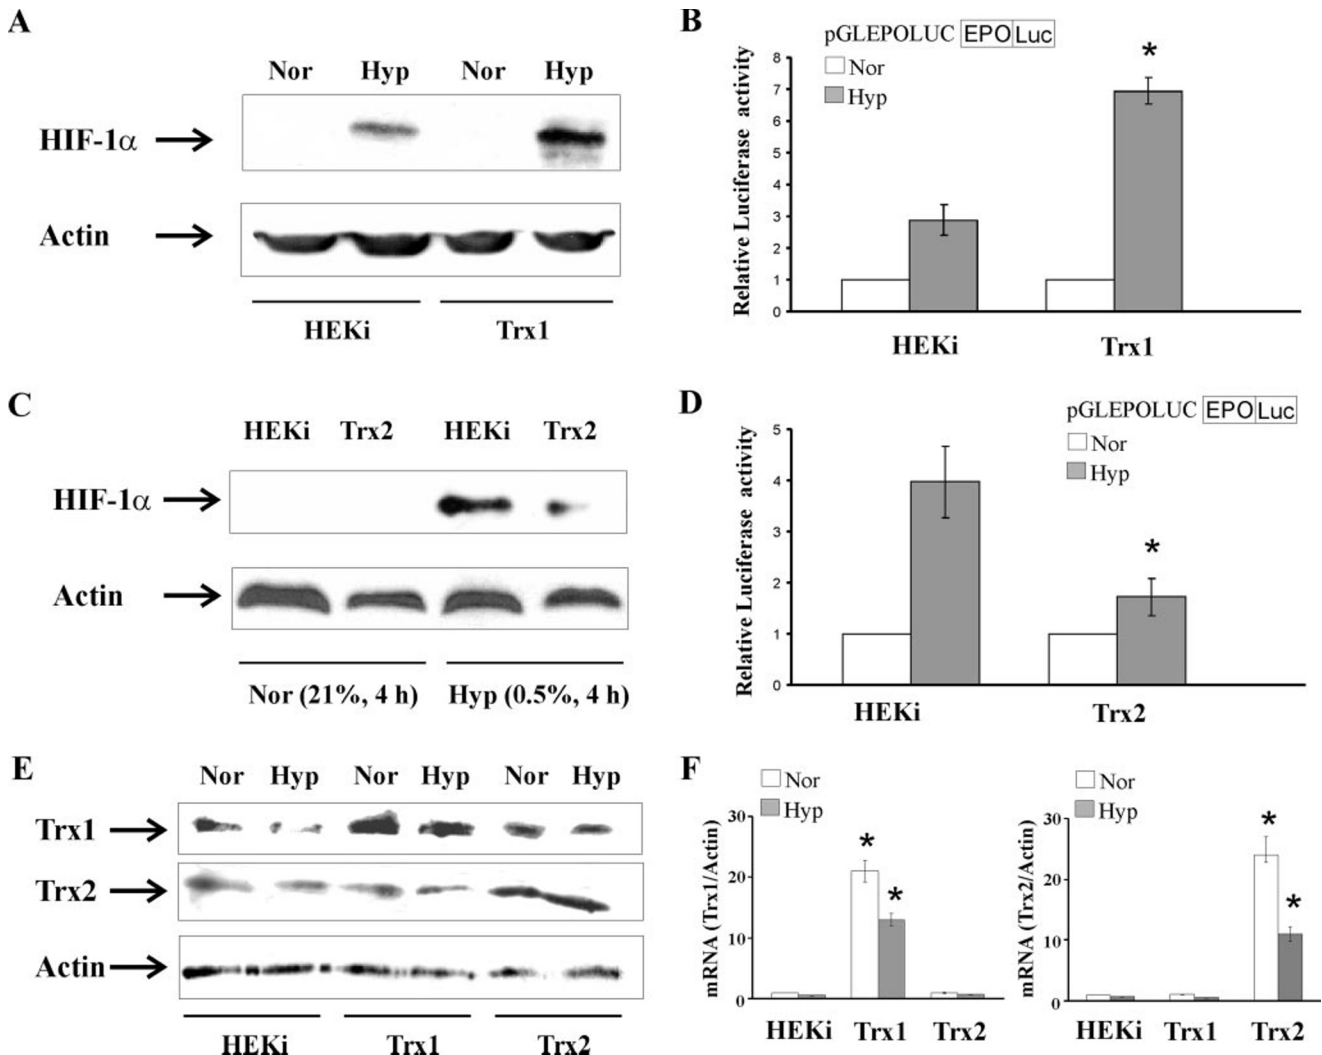 A
Nor Hyp Nor Hyp
HIF-1α
Actin
HEKi Trx1
B
pGLEPOLUC EPO Luc
Nor
Hyp
Relative Luciferase activity
8
7
6
5
4
3
2
1
0
*
HEKi Trx1
C
HEKi Trx2 HEKi Trx2
HIF-1α
Actin
Nor (21%, 4 h) Hyp (0.5%, 4 h)
D
pGLEPOLUC EPO Luc
Nor
Hyp
Relative Luciferase activity
5
4
3
2
1
0
*
HEKi Trx2
E
Nor Hyp Nor Hyp Nor Hyp
Trx1
Trx2
Actin
HEKi Trx1 Trx2
F
Nor
Hyp
mRNA (Trx1/Actin)
30
20
10
0
* *
HEKi Trx1 Trx2
Nor
Hyp
mRNA (Trx2/Actin)
30
20
10
0
* *
HEKi Trx1 Trx2